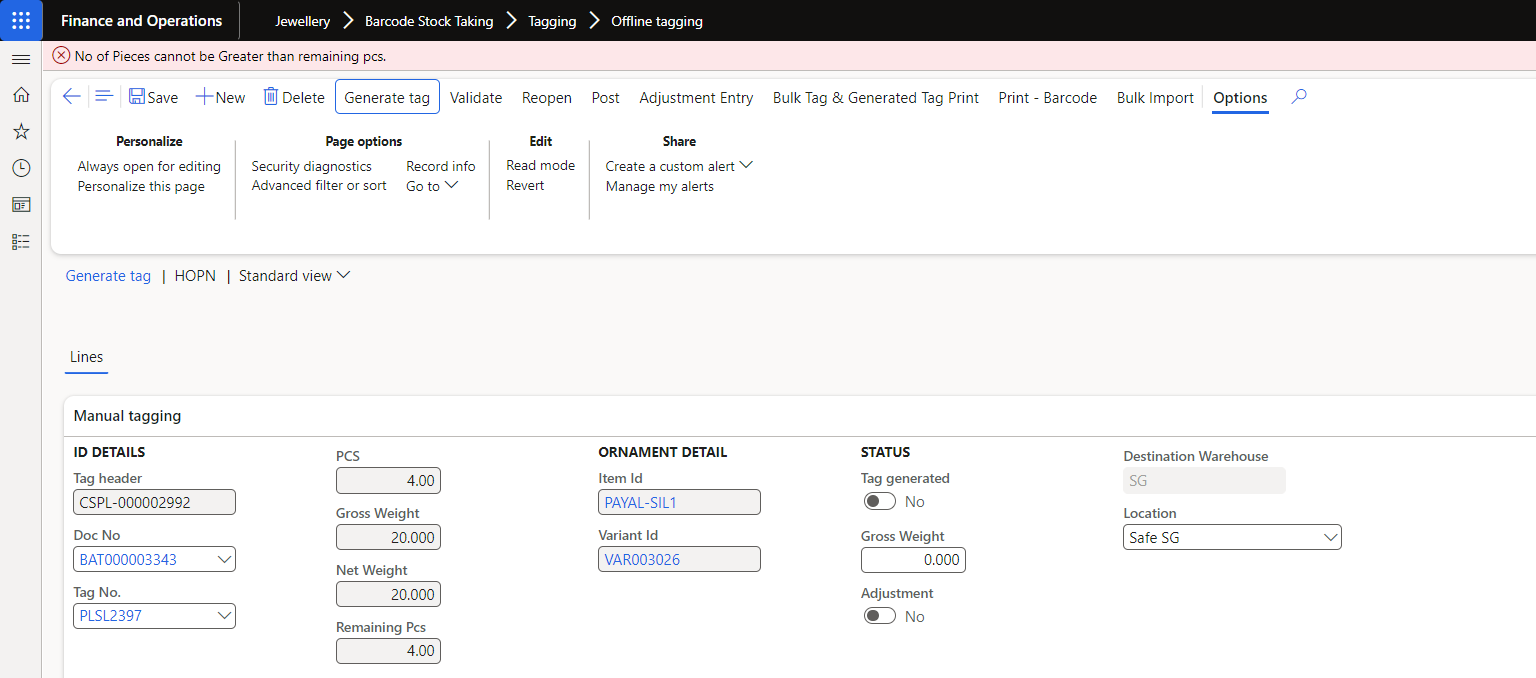 Finance and Operations
Jewellery > Barcode Stock Taking > Tagging > Offline tagging
No of Pieces cannot be Greater than remaining pcs.
Save New Delete Generate tag Validate Reopen Post Adjustment Entry Bulk Tag & Generated Tag Print Print - Barcode Bulk Import Options
Personalize
Always open for editing
Personalize this page
Page options
Security diagnostics
Advanced filter or sort
Record info
Go to
Edit
Read mode
Revert
Share
Create a custom alert
Manage my alerts
Generate tag | HOPN | Standard view
Lines
Manual tagging
ID DETAILS
Tag header
CSPL-000002992
Doc No
BAT000003343
Tag No.
PLSL2397
PCS
4.00
Gross Weight
20.000
Net Weight
20.000
Remaining Pcs
4.00
ORNAMENT DETAIL
Item Id
PAYAL-SIL1
Variant Id
VAR003026
STATUS
Tag generated
No
Gross Weight
0.000
Adjustment
No
Destination Warehouse
SG
Location
Safe SG